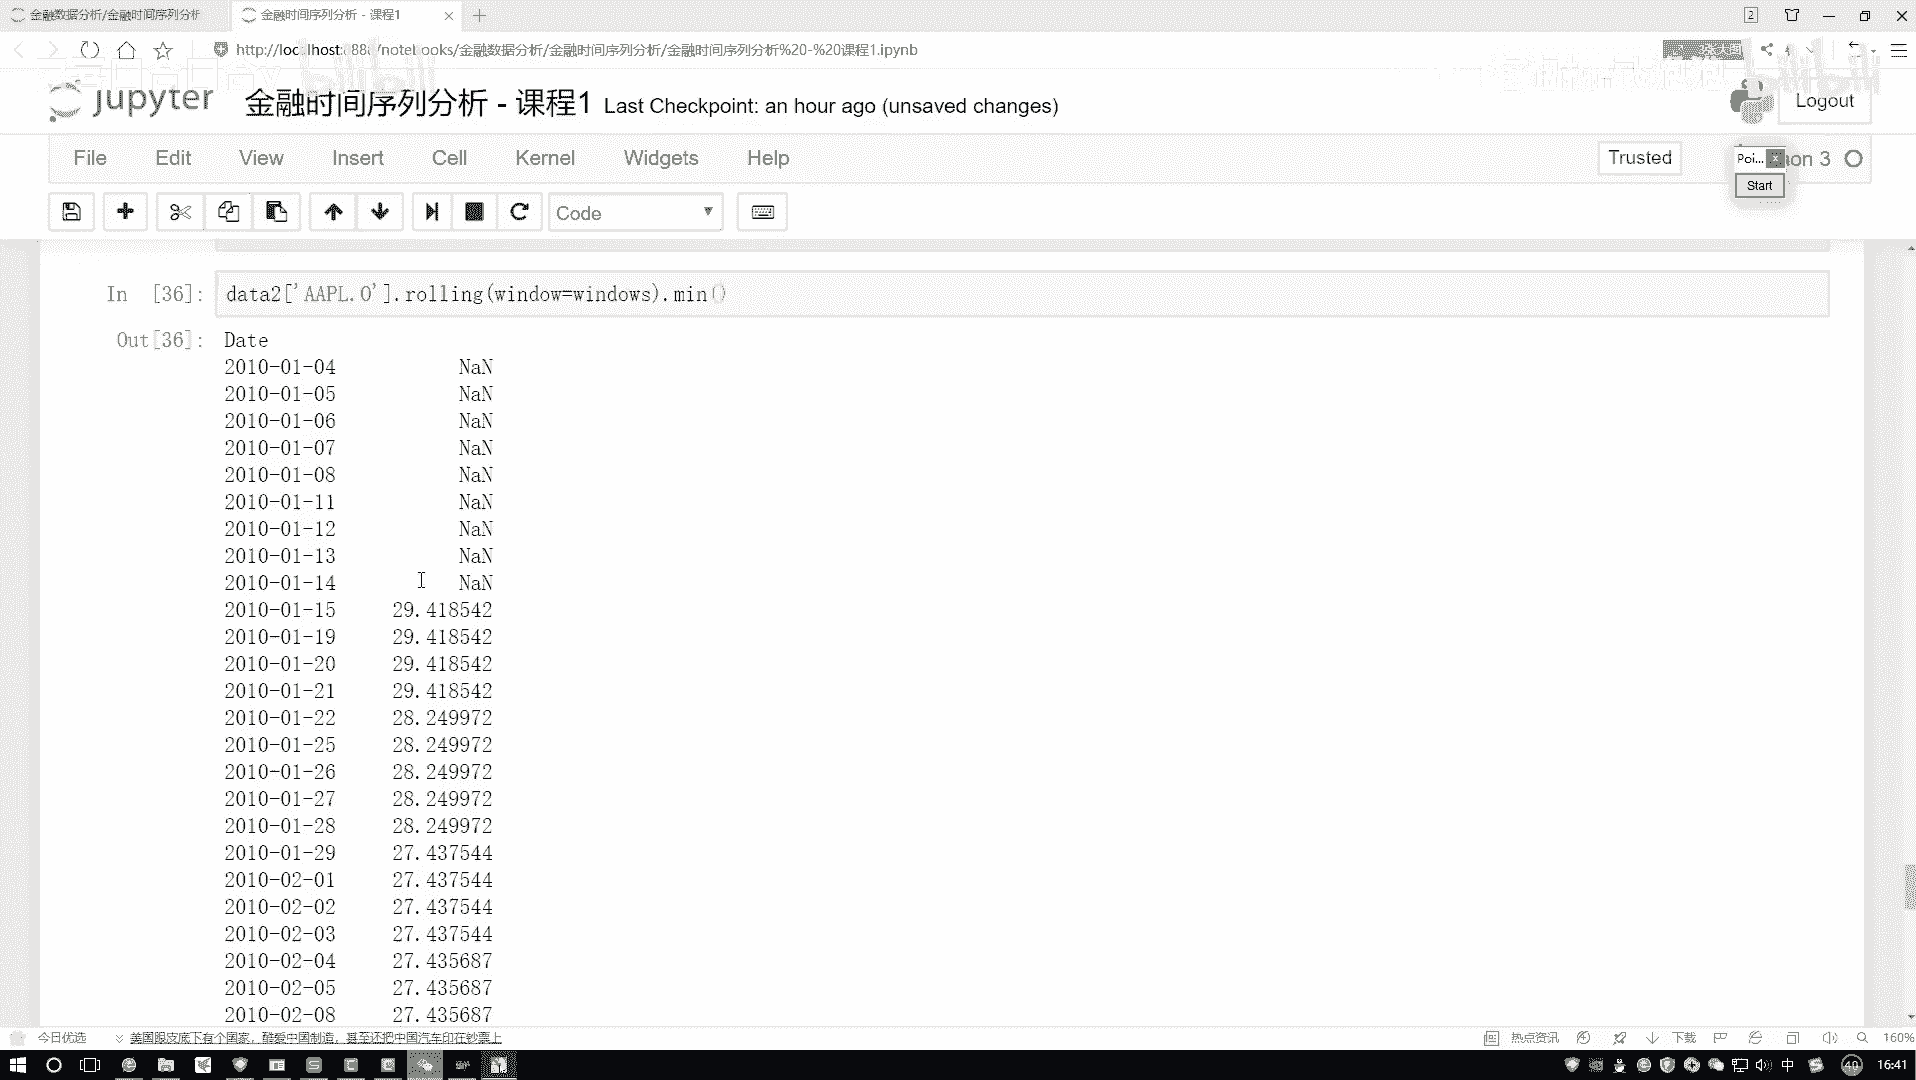 金融数据分析/金融时间序列分析
金融时间序列分析 - 课程1
2
/notebooks/金融数据分析/金融时间序列分析/金融时间序列分析%20-%20课程1.ipynb
jupyter 金融时间序列分析 - 课程1 Last Checkpoint: an hour ago (unsaved changes)
Logout
File Edit View Insert Cell Kernel Widgets Help
Trusted
Poi...
on 3
Start
Code
In [36]: data2['AAPL.O'].rolling(window=windows).min()
Out[36]: Date
2010-01-04 NaN
2010-01-05 NaN
2010-01-06 NaN
2010-01-07 NaN
2010-01-08 NaN
2010-01-11 NaN
2010-01-12 NaN
2010-01-13 NaN
2010-01-14 NaN
2010-01-15 29.418542
2010-01-19 29.418542
2010-01-20 29.418542
2010-01-21 29.418542
2010-01-22 28.249972
2010-01-25 28.249972
2010-01-26 28.249972
2010-01-27 28.249972
2010-01-28 28.249972
2010-01-29 27.437544
2010-02-01 27.437544
2010-02-02 27.437544
2010-02-03 27.437544
2010-02-04 27.435687
2010-02-05 27.435687
2010-02-08 27.435687
今日优选
美国眼皮底下有个国家，酷爱中国制造，甚至还把中国汽车印在钞票上
热点资讯
下载
160%
中
40
16:41